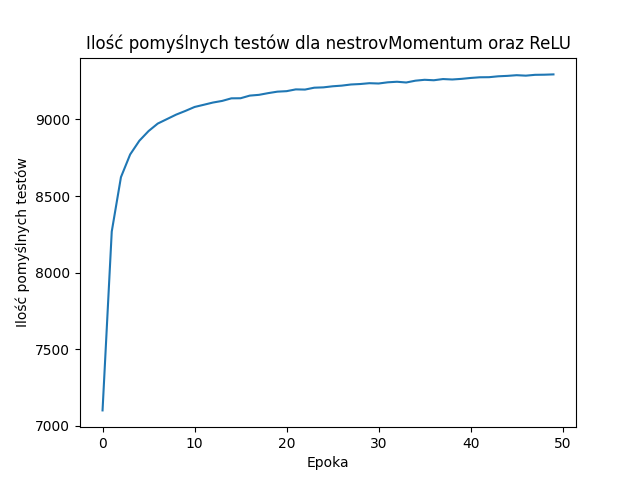 Ilość pomyślnych testów dla nestrovMomentum oraz ReLU
Ilość pomyślnych testów
9000
8500
8000
7500
7000
0 10 20 30 40 50
Epoka